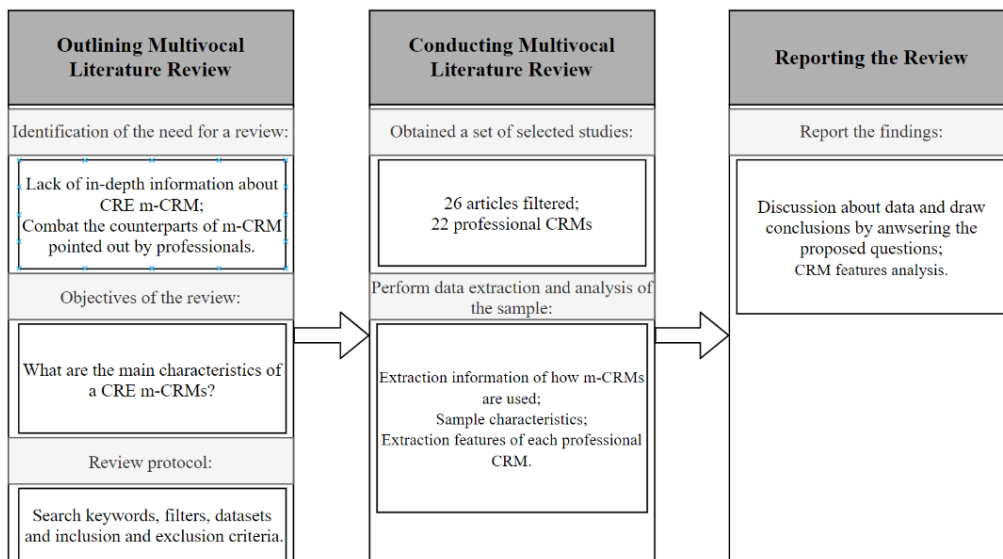 Outlining Multivocal
Literature Review
Identification of the need for a review:
Lack of in-depth information about
CRE m-CRM;
Combat the counterparts of m-CRM
pointed out by professionals.
Objectives of the review:
What are the main characteristics of
a CRE m-CRMs?
Review protocol:
Search keywords, filters, datasets
and inclusion and exclusion criteria.
Conducting Multivocal
Literature Review
Obtained a set of selected studies:
26 articles filtered;
22 professional CRMs
Perform data extraction and analysis of
the sample:
Extraction information of how m-CRMs
are used;
Sample characteristics;
Extraction features of each professional
CRM.
Reporting the Review
Report the findings:
Discussion about data and draw
conclusions by anwsering the
proposed questions;
CRM features analysis.